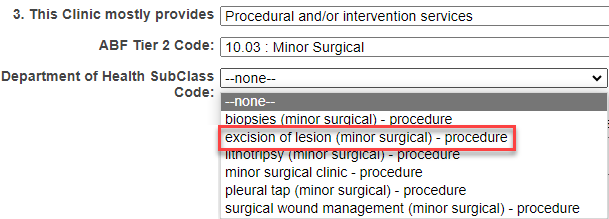 3. This Clinic mostly provides Procedural and/or intervention services
ABF Tier 2 Code: 10.03 : Minor Surgical
Department of Health SubClass Code: --none--
--none--
biopsies (minor surgical) - procedure
excision of lesion (minor surgical) - procedure
lithotripsy (minor surgical) - procedure
minor surgical clinic - procedure
pleural tap (minor surgical) - procedure
surgical wound management (minor surgical) - procedure